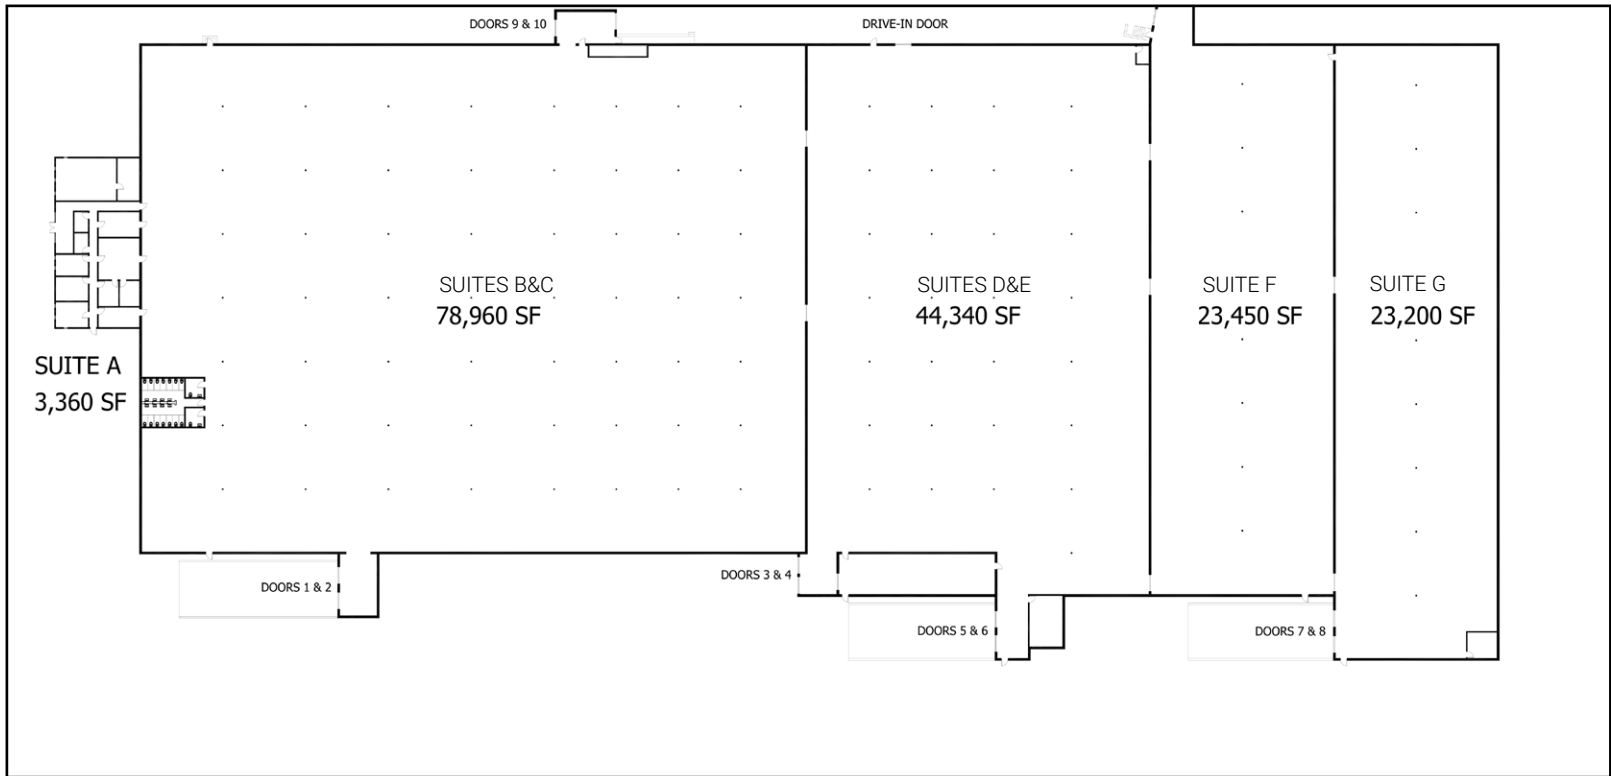 DOORS 9 & 10
DRIVE-IN DOOR
SUITES B&C
78,960 SF
SUITES D&E
44,340 SF
SUITE F
23,450 SF
SUITE G
23,200 SF
SUITE A
3,360 SF
DOORS 1 & 2
DOORS 3 & 4
DOORS 5 & 6
DOORS 7 & 8